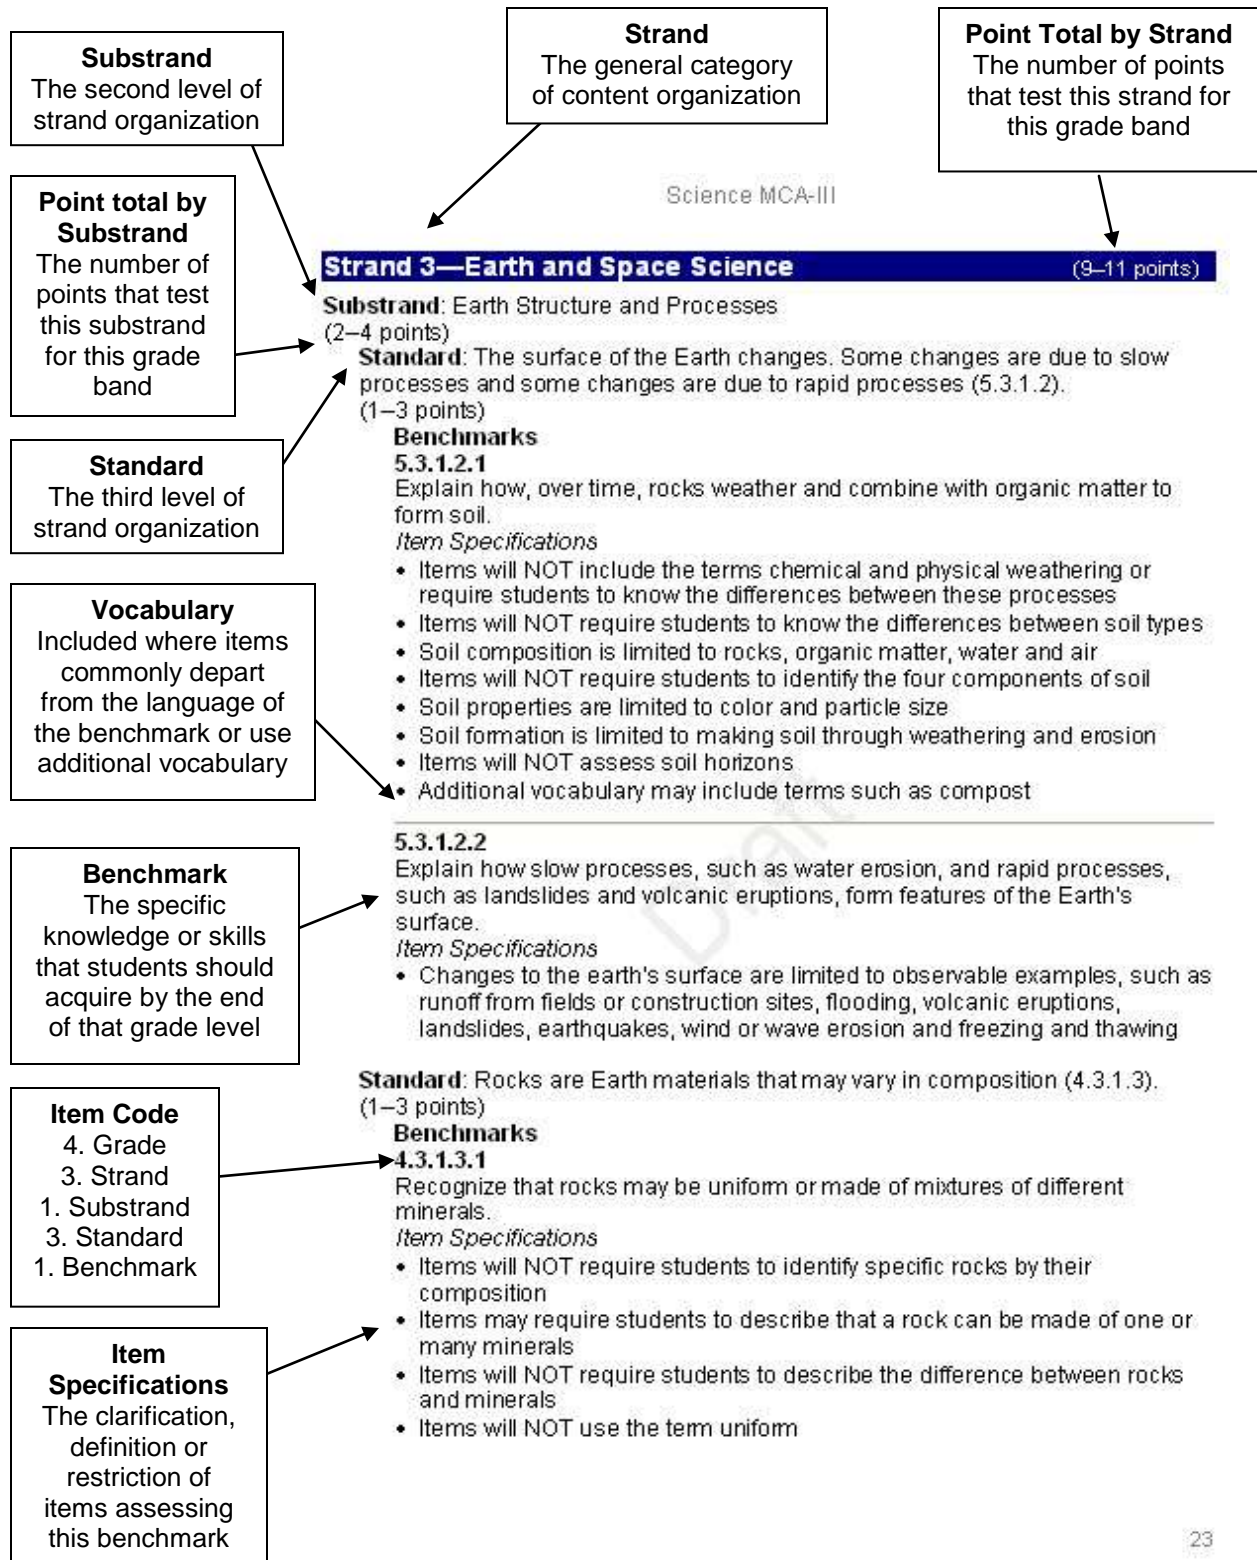 Substrand
The second level of
strand organization
Strand
The general category
of content organization
Point Total by Strand
The number of points
that test this strand for
this grade band
Point total by
Substrand
The number of
points that test
this substrand
for this grade
band
Standard
The third level of
strand organization
Vocabulary
Included where items
commonly depart
from the language of
the benchmark or use
additional vocabulary
Benchmark
The specific
knowledge or skills
that students should
acquire by the end
of that grade level
Item Code
4. Grade
3. Strand
1. Substrand
3. Standard
1. Benchmark
Item
Specifications
The clarification,
definition or
restriction of
items assessing
this benchmark
Science MCA-III
Strand 3—Earth and Space Science (9–11 points)
Substrand: Earth Structure and Processes
(2–4 points)
Standard: The surface of the Earth changes. Some changes are due to slow
processes and some changes are due to rapid processes (5.3.1.2).
(1–3 points)
Benchmarks
5.3.1.2.1
Explain how, over time, rocks weather and combine with organic matter to
form soil.
Item Specifications
• Items will NOT include the terms chemical and physical weathering or
require students to know the differences between these processes
• Items will NOT require students to know the differences between soil types
• Soil composition is limited to rocks, organic matter, water and air
• Items will NOT require students to identify the four components of soil
• Soil properties are limited to color and particle size
• Soil formation is limited to making soil through weathering and erosion
• Items will NOT assess soil horizons
• Additional vocabulary may include terms such as compost
5.3.1.2.2
Explain how slow processes, such as water erosion, and rapid processes,
such as landslides and volcanic eruptions, form features of the Earth's
surface.
Item Specifications
• Changes to the earth's surface are limited to observable examples, such as
runoff from fields or construction sites, flooding, volcanic eruptions,
landslides, earthquakes, wind or wave erosion and freezing and thawing
Standard: Rocks are Earth materials that may vary in composition (4.3.1.3).
(1–3 points)
Benchmarks
4.3.1.3.1
Recognize that rocks may be uniform or made of mixtures of different
minerals.
Item Specifications
• Items will NOT require students to identify specific rocks by their
composition
• Items may require students to describe that a rock can be made of one or
many minerals
• Items will NOT require students to describe the difference between rocks
and minerals
• Items will NOT use the term uniform
Draft
23